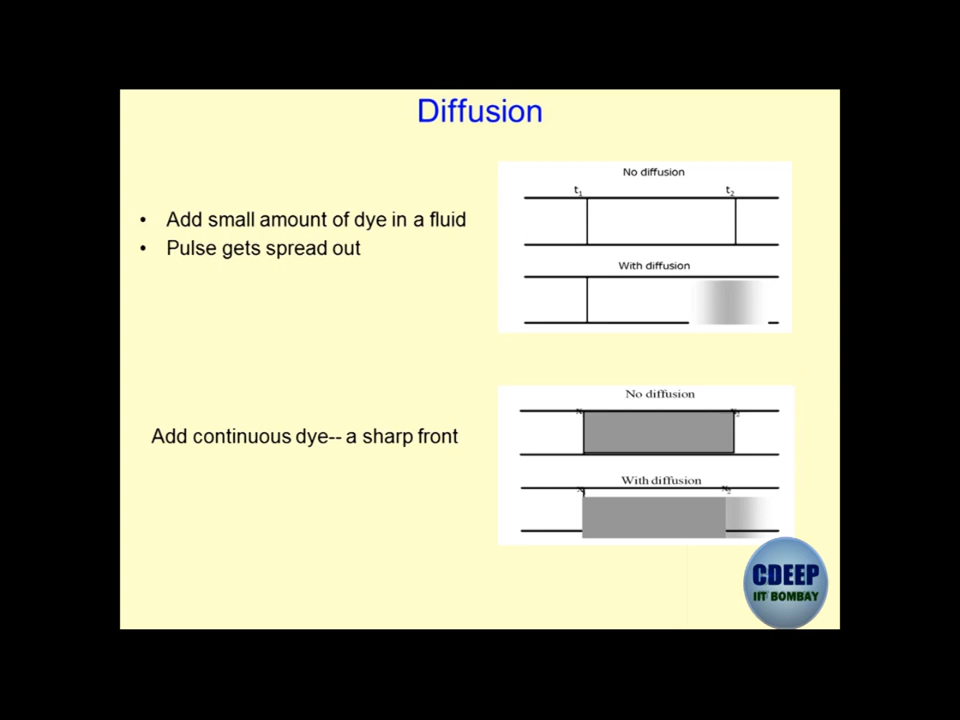 Diffusion
• Add small amount of dye in a fluid
• Pulse gets spread out
No diffusion
t₁ t₂
With diffusion
Add continuous dye-- a sharp front
No diffusion
With diffusion
CDEEP
IIT BOMBAY